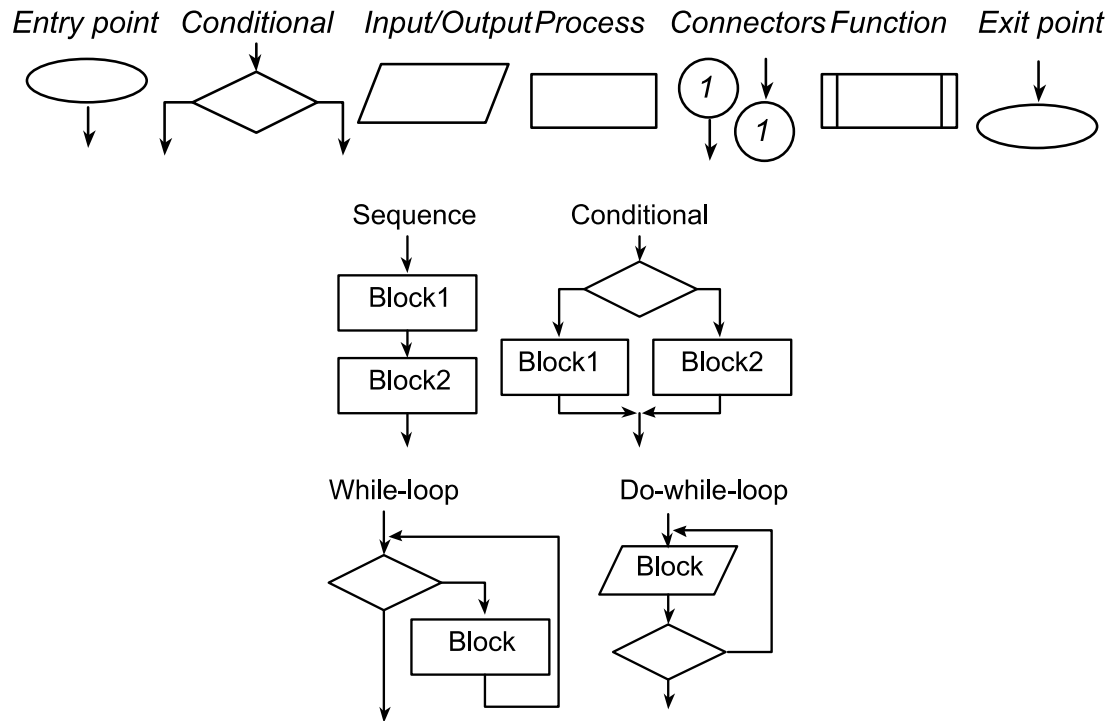 Entry point Conditional Input/Output Process Connectors Function Exit point
1
1
Sequence Conditional
Block1
Block2
Block1 Block2
While-loop Do-while-loop
Block
Block